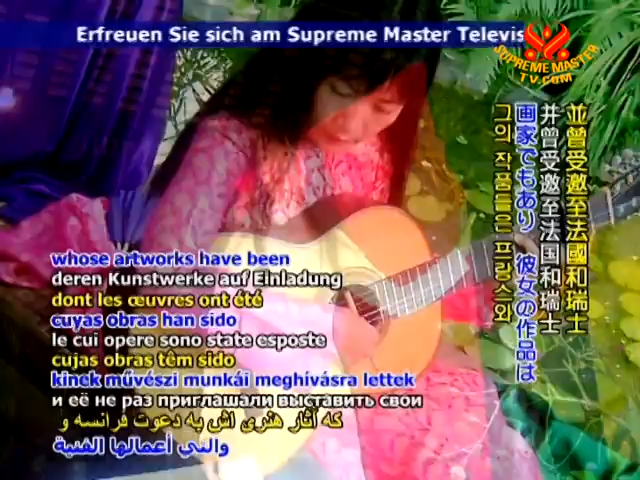 Erfreuen Sie sich am Supreme Master Televis
SUPREME MASTER
TV.COM
並曾受邀至法國和瑞士
并曾受邀至法国和瑞士
画家でもあり 彼女の作品は
그의 작품들은 프랑스와
whose artworks have been
deren Kunstwerke auf Einladung
dont les œuvres ont été
cuyas obras han sido
le cui opere sono state esposte
cujas obras têm sido
kinek művészi munkái meghívásra lettek
и её не раз приглашали выставить свои
که آثار هنری اش به دعوت فرانسه و
والتي أعمالها الفنية